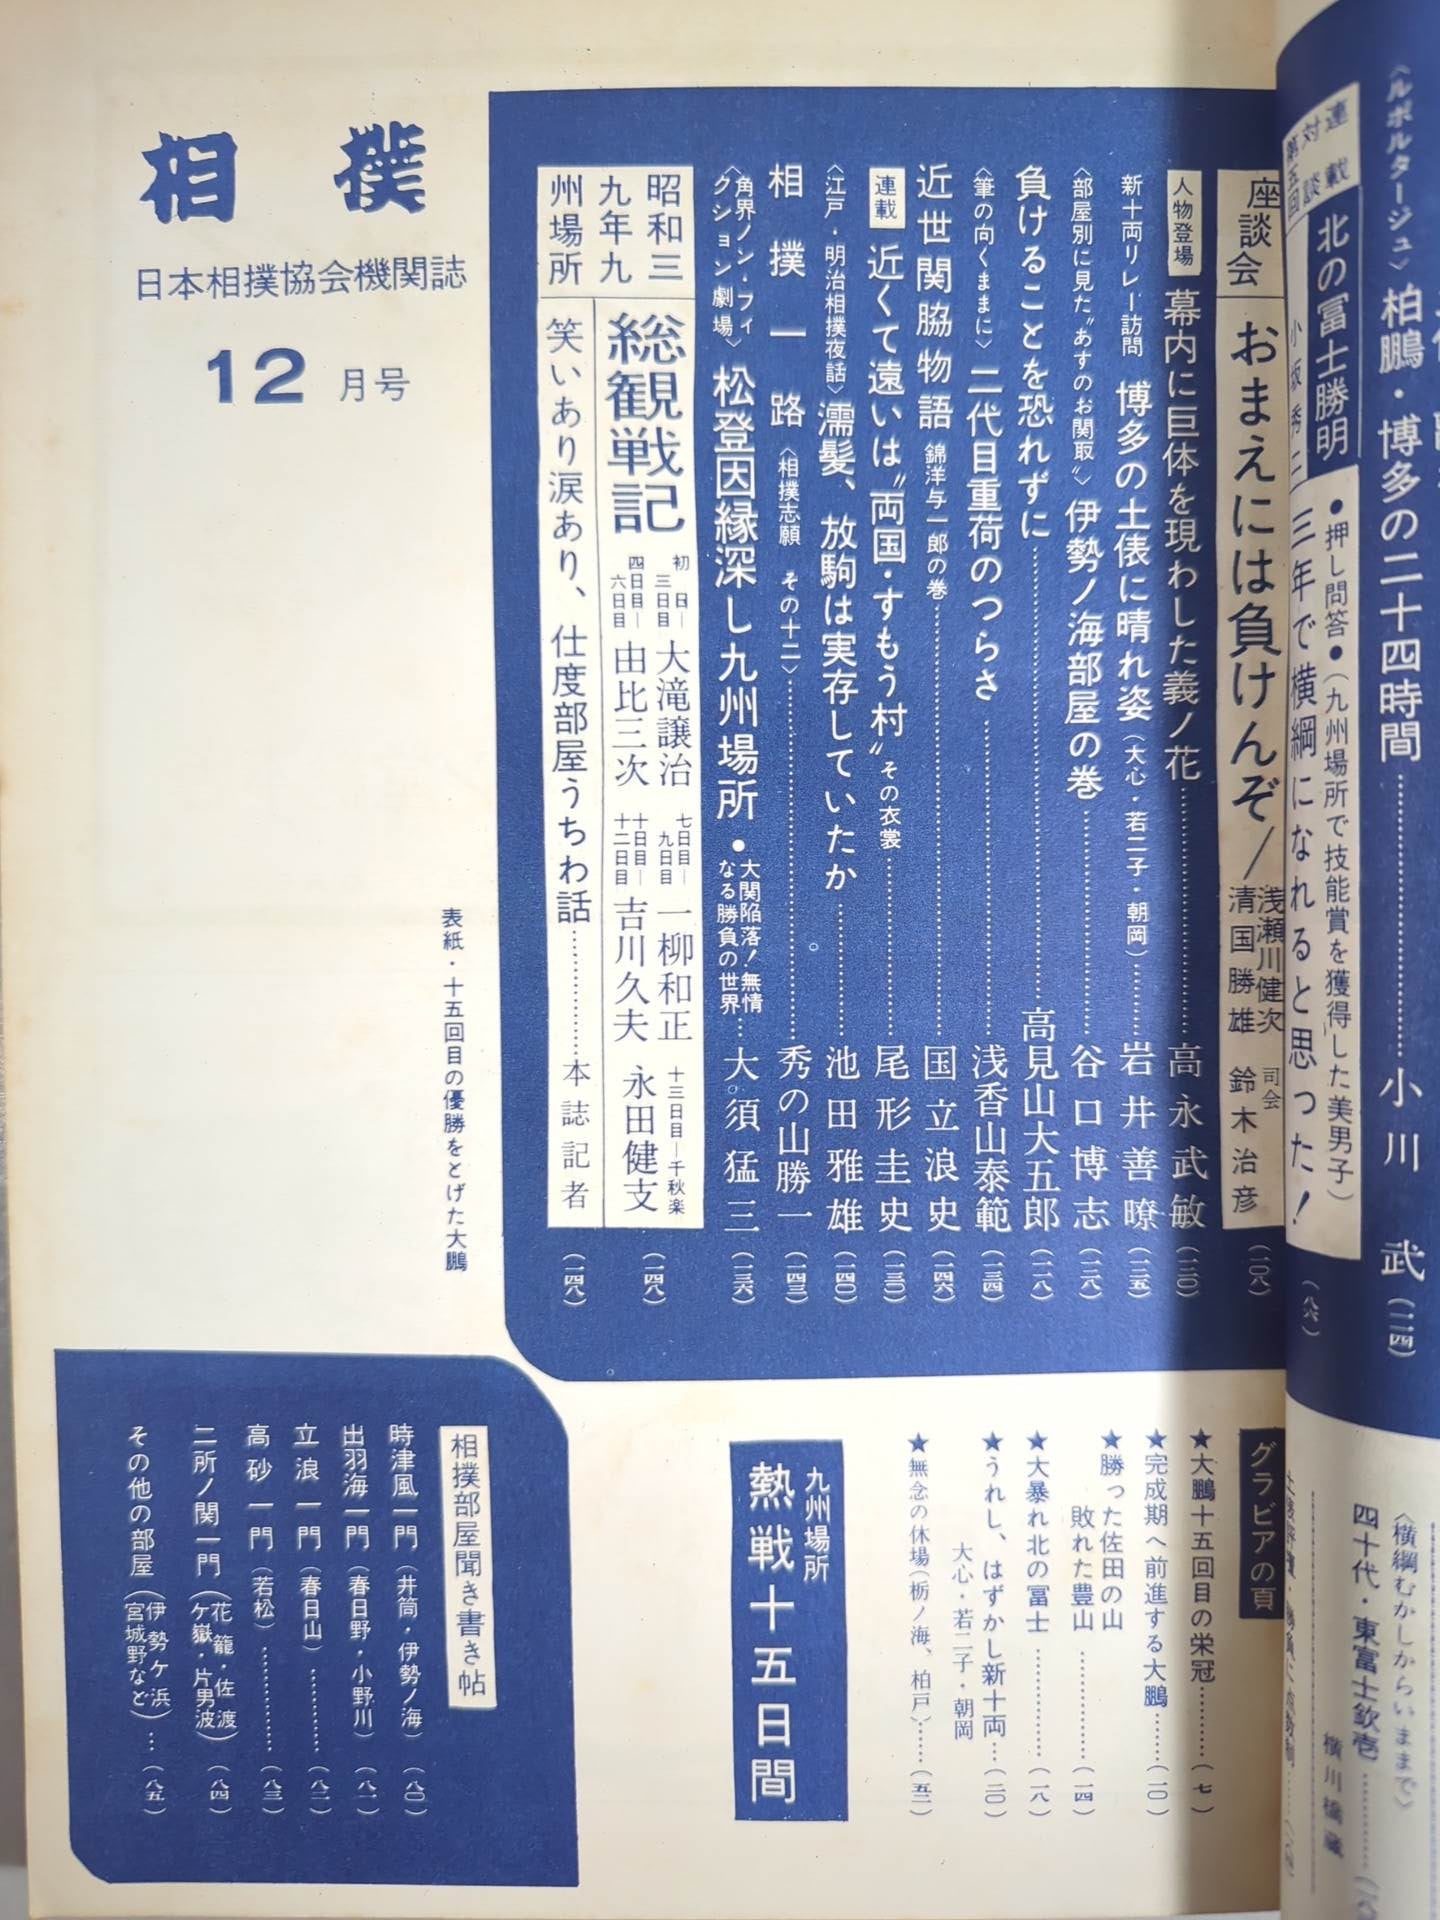 〈ルポルタージュ〉柏鵬・博多の二十四時間……小川 武(一一四)
連載
対談
第五回
北の冨士勝明
小坂秀二
●押し問答●(九州場所で技能賞を獲得した美男子)
三年で横綱になれると思った!
(八六)
座談会
おまえには負けんぞ!
浅瀬川健次
清国勝雄
司会
鈴木治彦
(一〇八)
人物登場 幕内に巨体を現わした義ノ花……高永武敏(一二〇)
新十両リレー訪問 博多の土俵に晴れ姿(大心・若二子・朝岡)……岩井善暸(一二五)
〈部屋別に見た〝あすのお関取〟〉伊勢ノ海部屋の巻……谷口博志(一三八)
負けることを恐れずに……高見山大五郎(一一八)
〈筆の向くままに〉二代目重荷のつらさ……浅香山泰範(一三四)
近世関脇物語 錦洋与一郎の巻……国立浪史(一四六)
連載 近くて遠いは〝両国・すもう村〟その衣裳……尾形圭史(一三〇)
〈江戸・明治相撲夜話〉濡髪、放駒は実存していたか……池田雅雄(一四〇)
相撲一路〈相撲志願 その十二〉……秀の山勝一(一四三)
〈角界ノン・フィクション劇場〉松登因縁深し九州場所・大関陥落!無情なる勝負の世界…大須猛三(一三六)
昭和三九年九州場所
総観戦記
初日―三日目 大滝譲治
四日目―六日目 由比三次
七日目―九日目 一柳和正
十日目―十二日目 吉川久夫
十三日目―千秋楽 永田健支
(一四八)
笑いあり涙あり、仕度部屋うちわ話……本誌記者(一四八)
相撲
日本相撲協会機関誌
12月号
表紙・十五回目の優勝をとげた大鵬
〈横綱むかしからいままで〉
四十代・東富士欽壱……
横川橋蔵
グラビアの頁
★大鵬十五回目の栄冠……(七)
★完成期へ前進する大鵬……(一〇)
★勝った佐田の山
敗れた豊山……(一四)
★大暴れ北の冨士……(一八)
★うれし、はずかし新十両…(二〇)
大心・若二子・朝岡
★無念の休場(栃ノ海、柏戸)……(五二)
九州場所
熱戦十五日間
相撲部屋聞き書き帖
時津風一門(井筒・伊勢ノ海)……(八〇)
出羽海一門(春日野・小野川)…(八一)
立浪一門(春日山)……(八二)
高砂一門(若松)……(八三)
二所ノ関一門(花籠・佐渡ケ嶽・片男波)(八四)
その他の部屋(伊勢ケ浜 宮城野など)…(八五)